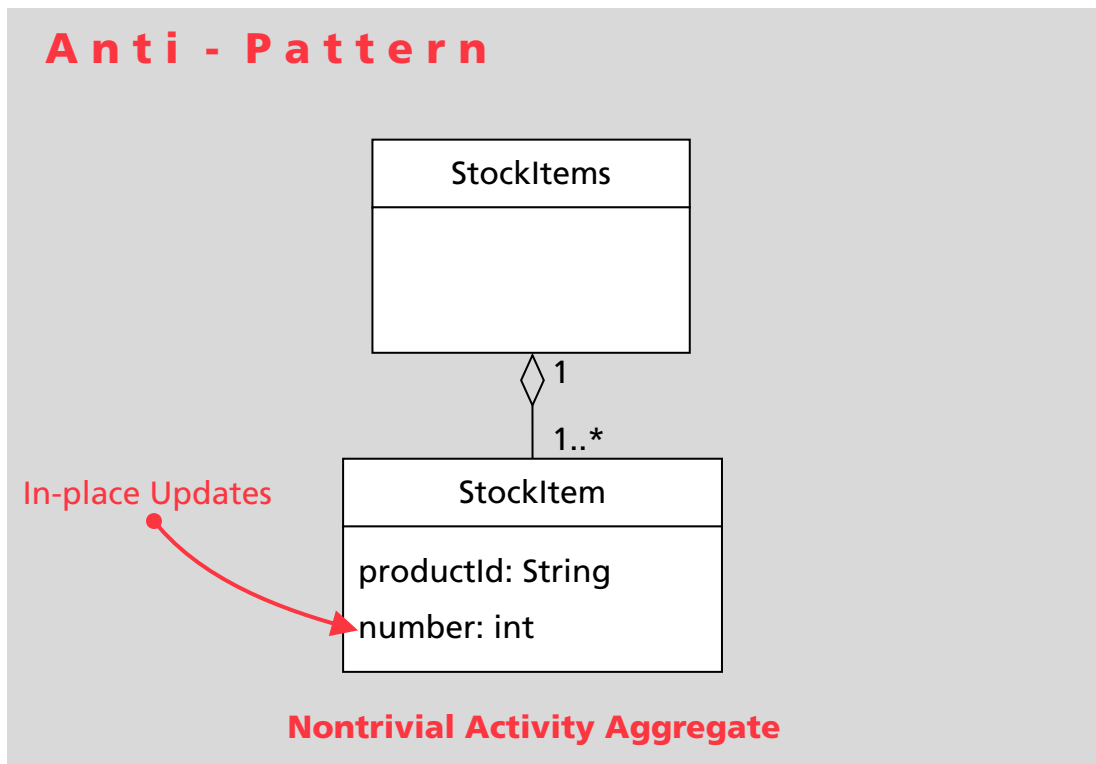 Anti - Pattern
StockItems
1
1..*
In-place Updates
StockItem
productId: String
number: int
Nontrivial Activity Aggregate